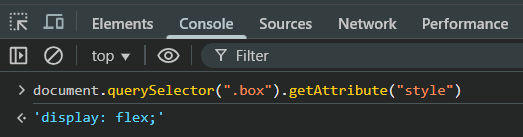 Elements Console Sources Network Performance
top ▼ Filter
> document.querySelector(".box").getAttribute("style")
'display: flex;'